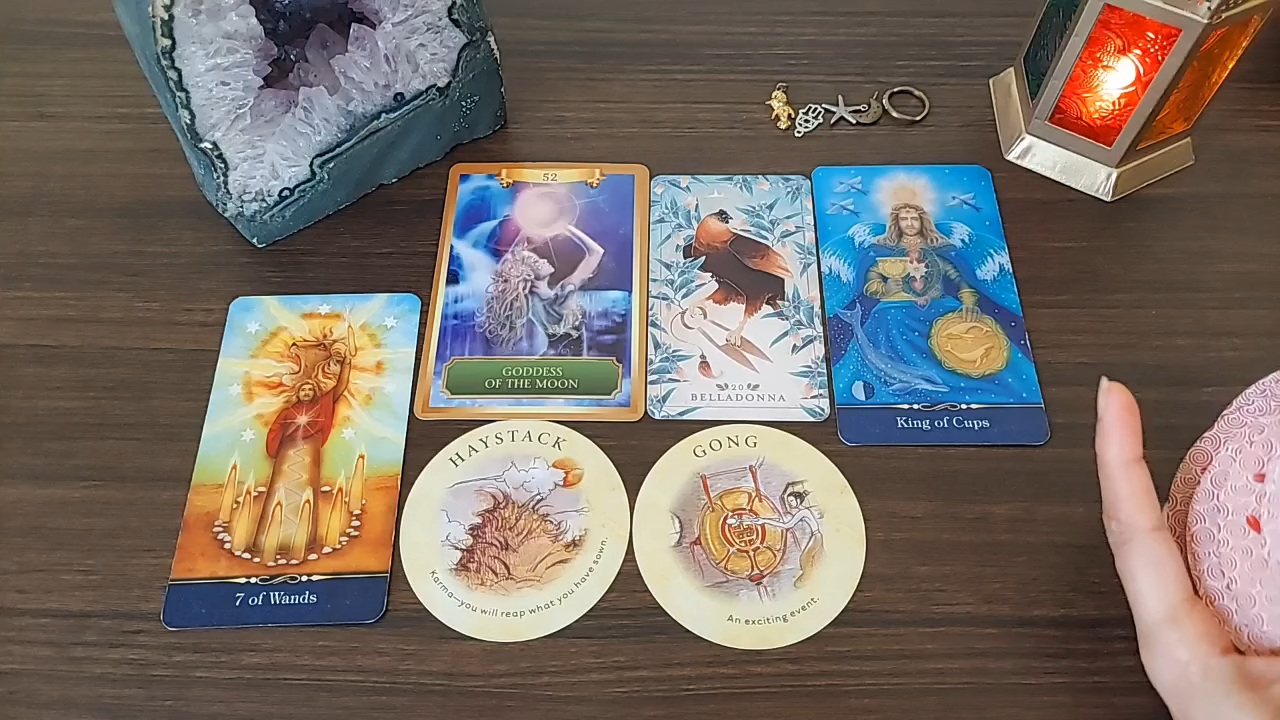 52
GODDESS
OF THE MOON
20
BELLADONNA
King of Cups
7 of Wands
HAYSTACK
Karma—you will reap what you have sown.
GONG
An exciting event.